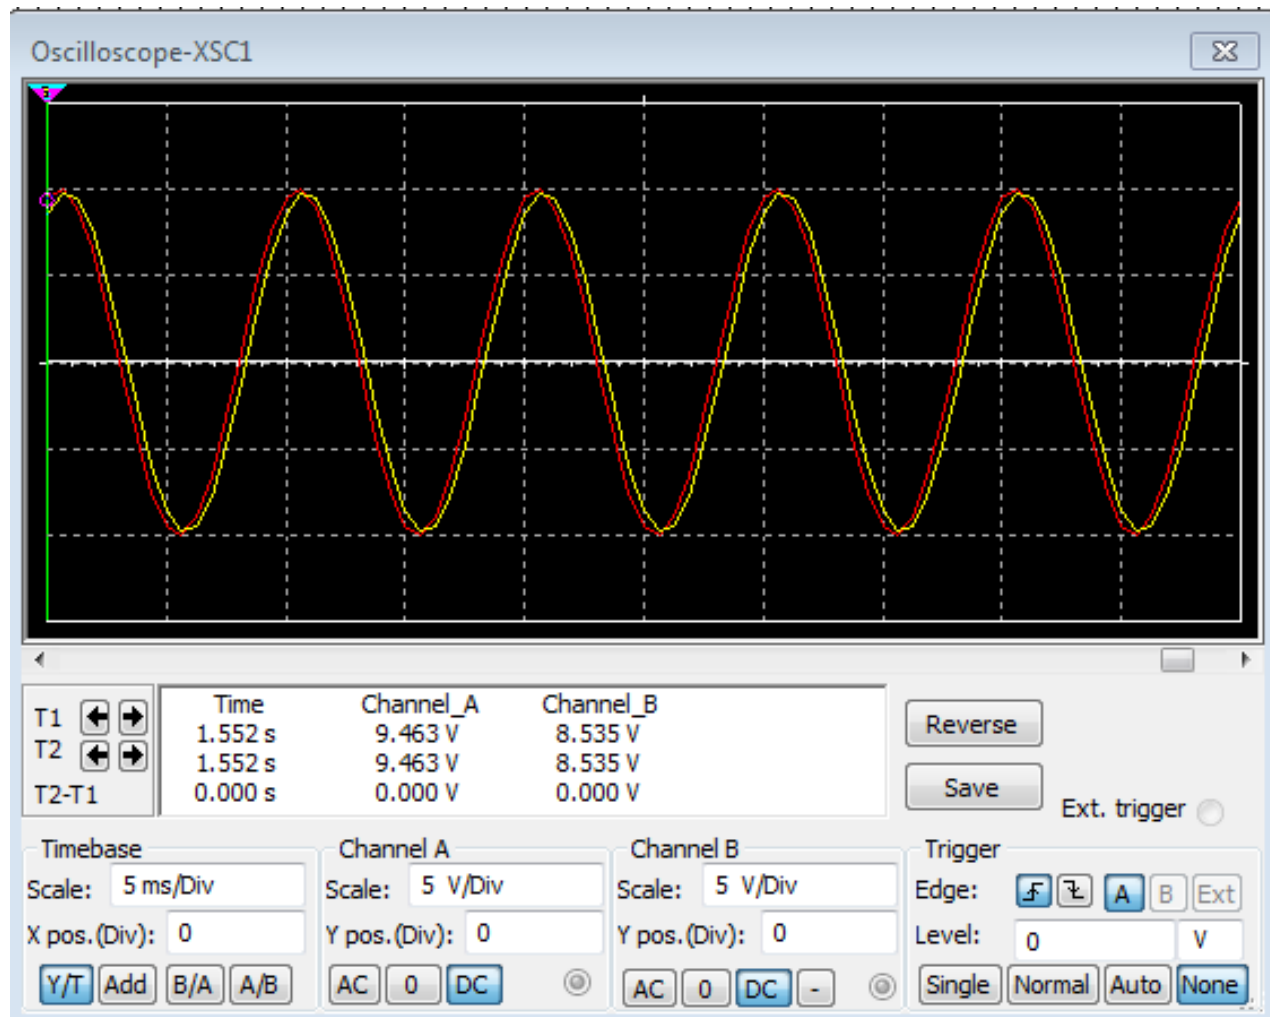 Oscilloscope-XSC1
Time Channel_A Channel_B
T1 1.552 s 9.463 V 8.535 V
T2 1.552 s 9.463 V 8.535 V
T2-T1 0.000 s 0.000 V 0.000 V
Reverse
Save
Ext. trigger
Timebase
Scale: 5 ms/Div
X pos.(Div): 0
Y/T Add B/A A/B
Channel A
Scale: 5 V/Div
Y pos.(Div): 0
AC 0 DC
Channel B
Scale: 5 V/Div
Y pos.(Div): 0
AC 0 DC -
Trigger
Edge: A B Ext
Level: 0 V
Single Normal Auto None